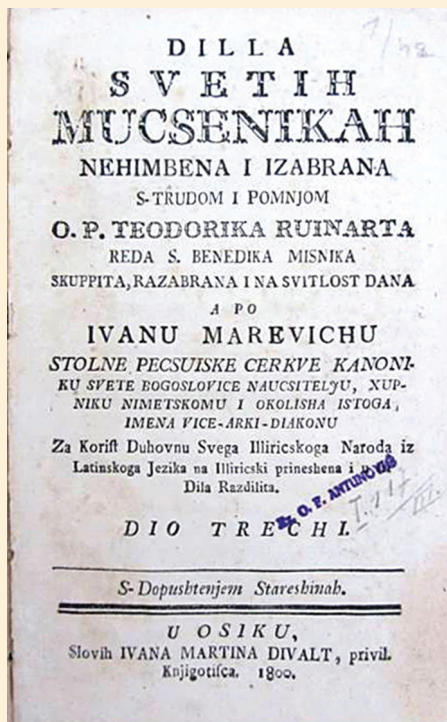 DILLA
SVETIH
MUCSENIKAH
NEHIMBENA I IZABRANA
S-TRUDOM I POMNJOM
O. P. TEODORIKA RUINARTA
REDA S. BENEDIKA MISNIKA
SKUPPITA, RAZABRANA I NA SVITLOST DANA
A PO
IVANU MAREVICHU
STOLNE PECSUISKE CERKVE KANONI-
KU SVETE BOGOSLOVICE NAUCSITELJU, XUP-
NIKU NIMETSKOMU I OKOLISHA ISTOGA,
IMENA VICE-ARKI-DIAKONU
Za Koriſt Duhovnu Svega Illiricskoga Naroda iz
Latinskoga Jezika na Illiricski prineshena i
Dila Razdilita.
O. F. ANTUNOVIĆ
DIO TRECHI.
S-Dopushtenjem Stareshinah.
U OSIKU,
Slovih IVANA MARTINA DIVALT, privil.
Knjigotiſca. 1800.